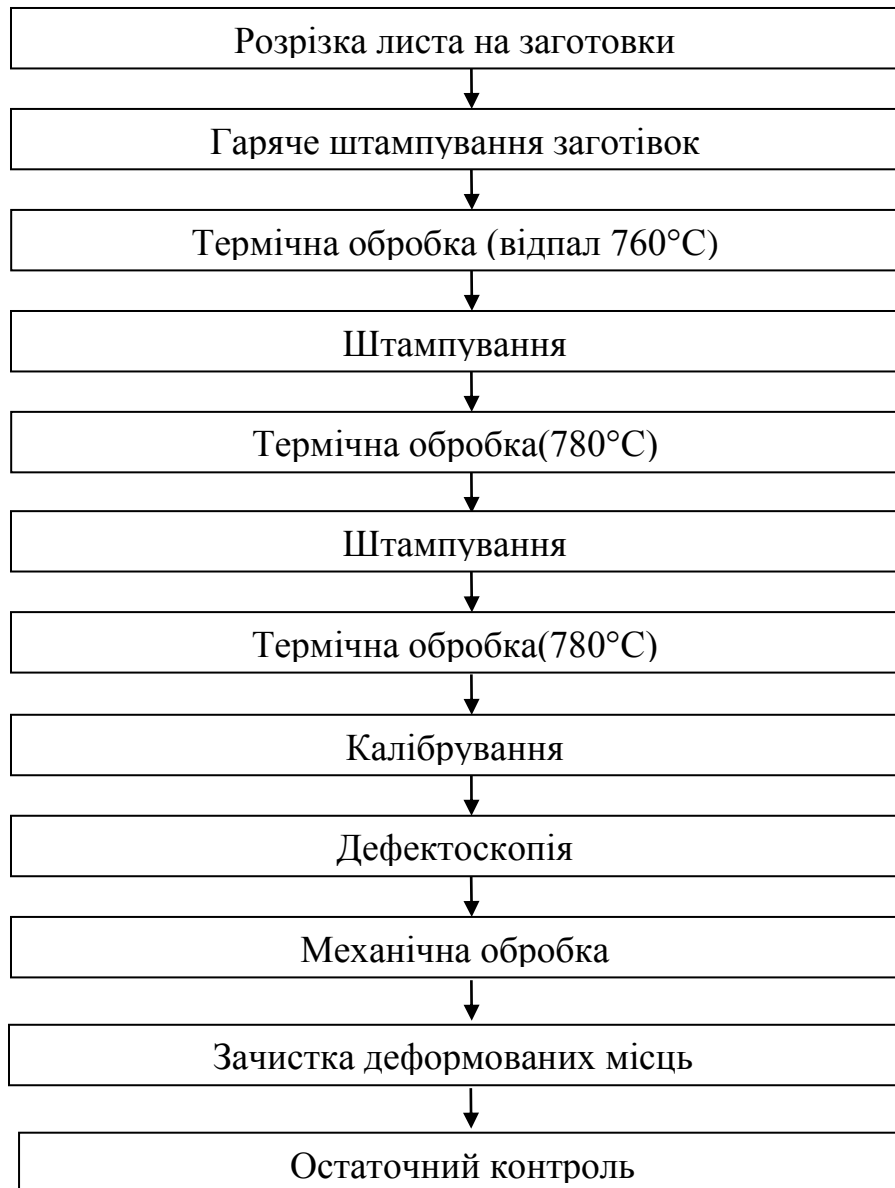 Розрізка листа на заготовки
Гаряче штампування заготівок
Термічна обробка (відпал 760°С)
Штампування
Термічна обробка(780°С)
Штампування
Термічна обробка(780°С)
Калібрування
Дефектоскопія
Механічна обробка
Зачистка деформованих місць
Остаточний контроль